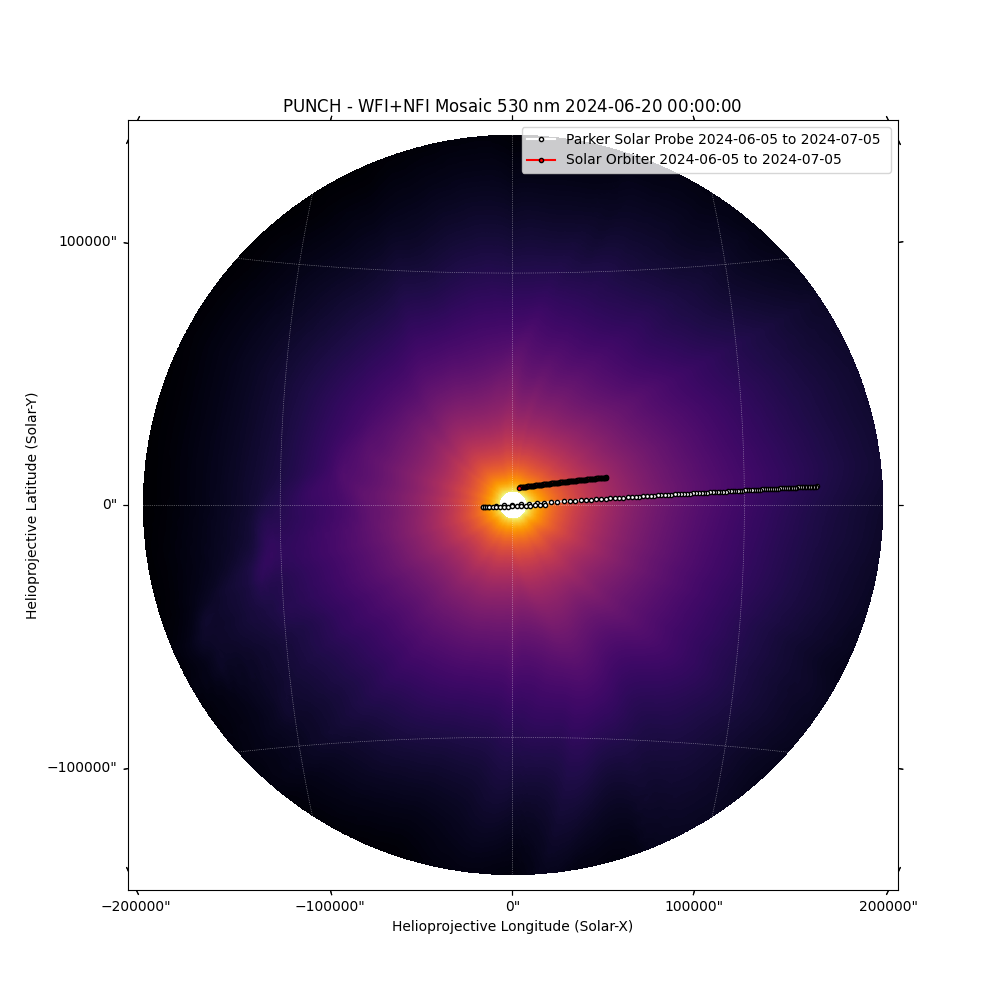 PUNCH - WFI+NFI Mosaic 530 nm 2024-06-20 00:00:00
Parker Solar Probe 2024-06-05 to 2024-07-05
Solar Orbiter 2024-06-05 to 2024-07-05
100000"
0"
−100000"
Helioprojective Latitude (Solar-Y)
−200000"
−100000"
0"
100000"
200000"
Helioprojective Longitude (Solar-X)